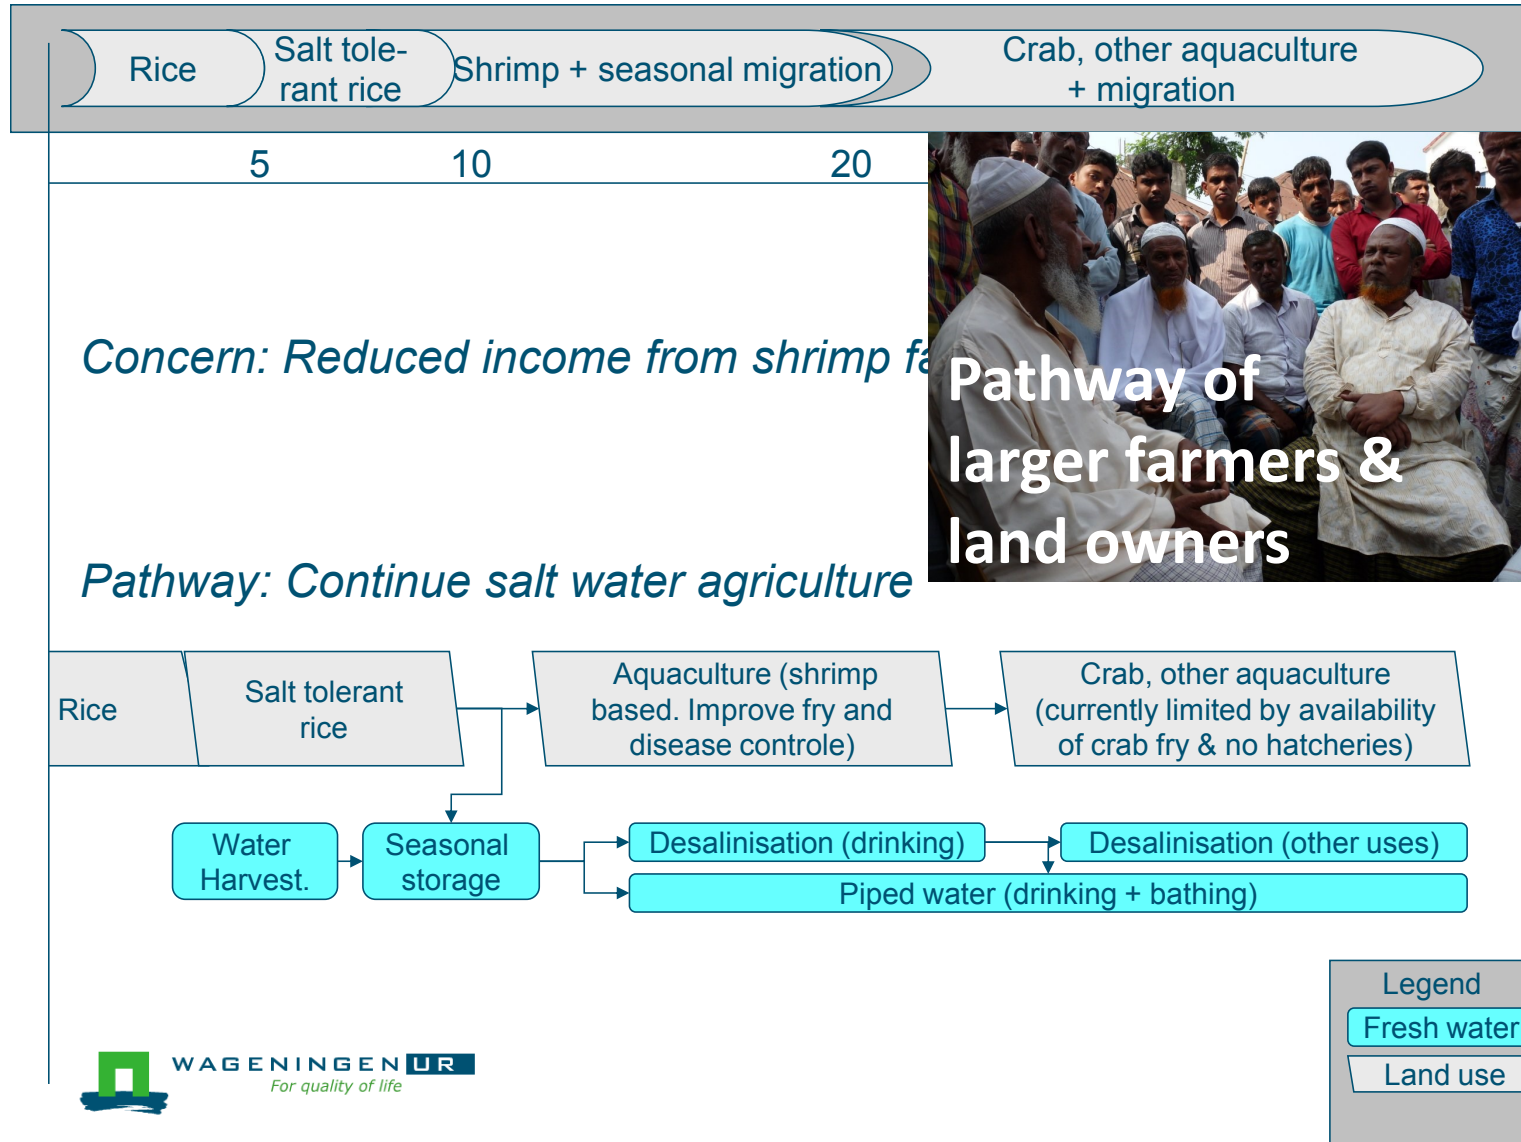 Rice
Salt tole-
rant rice
Shrimp + seasonal migration
Crab, other aquaculture
+ migration
5
10
20
Concern: Reduced income from shrimp
Pathway of
larger farmers &
land owners
Pathway: Continue salt water agriculture
Rice
Salt tolerant
rice
Aquaculture (shrimp
based. Improve fry and
disease controle)
Crab, other aquaculture
(currently limited by availability
of crab fry & no hatcheries)
Water
Harvest.
Seasonal
storage
Desalinisation (drinking)
Desalinisation (other uses)
Piped water (drinking + bathing)
Legend
Fresh water
Land use
WAGENINGEN UR
For quality of life